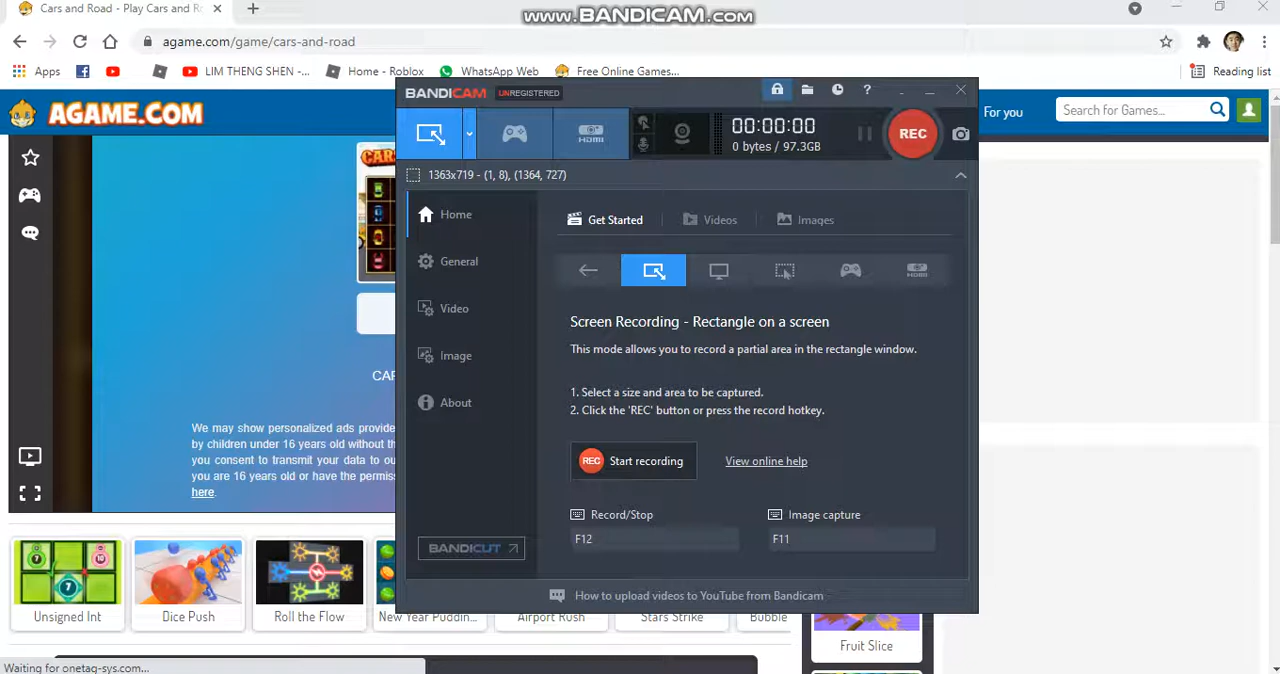 Cars and Road - Play Cars and Ro
www.BANDICAM.com
agame.com/game/cars-and-road
Apps
LIM THENG SHEN -...
Home - Roblox
WhatsApp Web
Free Online Games...
Reading list
AGAME.COM
For you
Search for Games...
BANDICAM
UNREGISTERED
HDMI
00:00:00
0 bytes / 97.3GB
REC
1363x719 - (1, 8), (1364, 727)
Home
General
Video
Image
About
BANDICUT
Get Started
Videos
Images
HDMI
Screen Recording - Rectangle on a screen
This mode allows you to record a partial area in the rectangle window.
1. Select a size and area to be captured.
2. Click the 'REC' button or press the record hotkey.
REC
Start recording
View online help
Record/Stop
Image capture
F12
F11
How to upload videos to YouTube from Bandicam
We may show personalized ads provide
by children under 16 years old without th
you consent to transmit your data to ou
you are 16 years old or have the permis
here.
Unsigned Int
Dice Push
Roll the Flow
New Year Puddin...
Airport Rush
Stars Strike
Bubble
Fruit Slice
Waiting for onetag-sys.com...